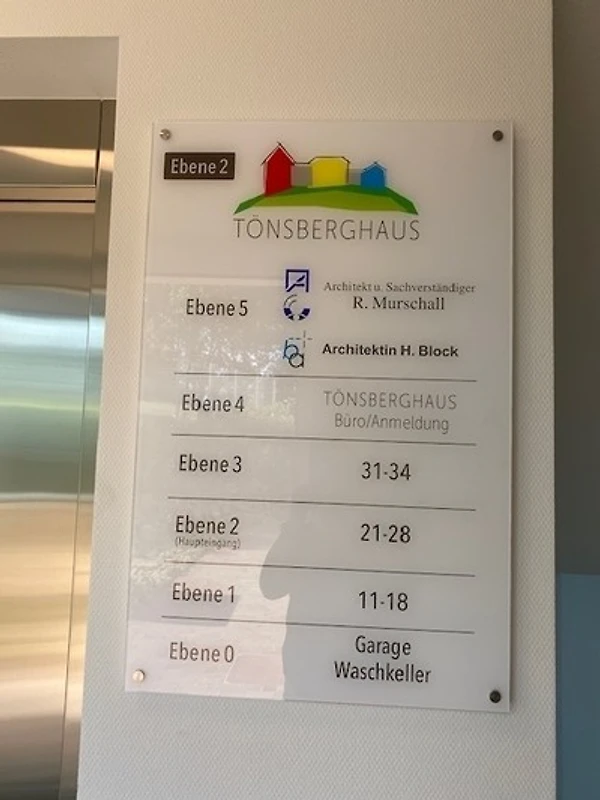 Ebene 2
TÖNSBERGHAUS
Ebene 5
Architekt u. Sachverständiger
R. Murschall
ba
Architektin H. Block
Ebene 4
TÖNSBERGHAUS
Büro/Anmeldung
Ebene 3
31-34
Ebene 2
(Haupteingang)
21-28
Ebene 1
11-18
Ebene 0
Garage
Waschkeller